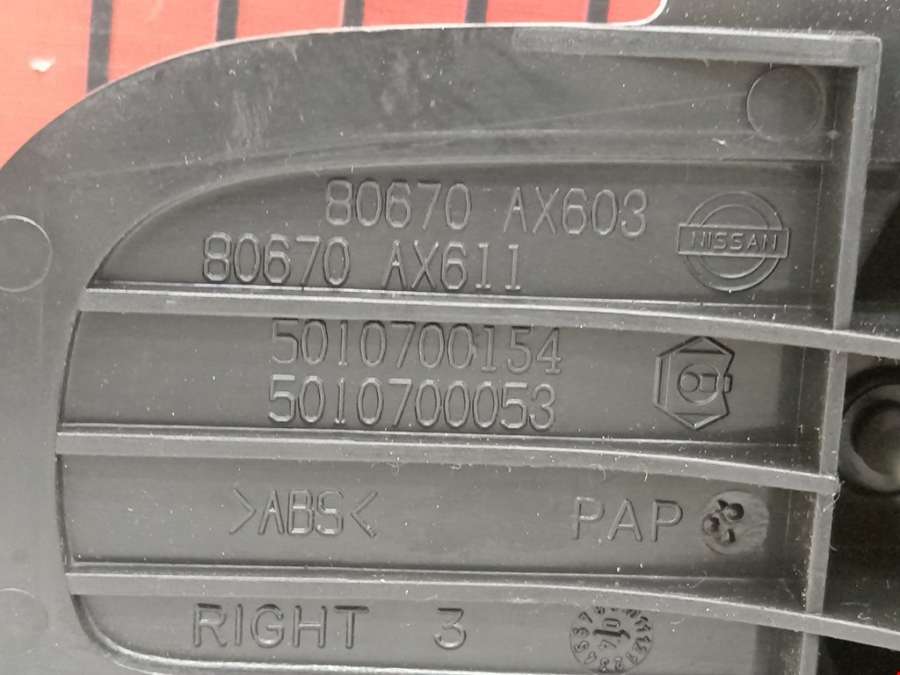 80670 AX603
NISSAN
80670 AX611
5010700154
5010700053
>ABS<
PAP
RIGHT 3